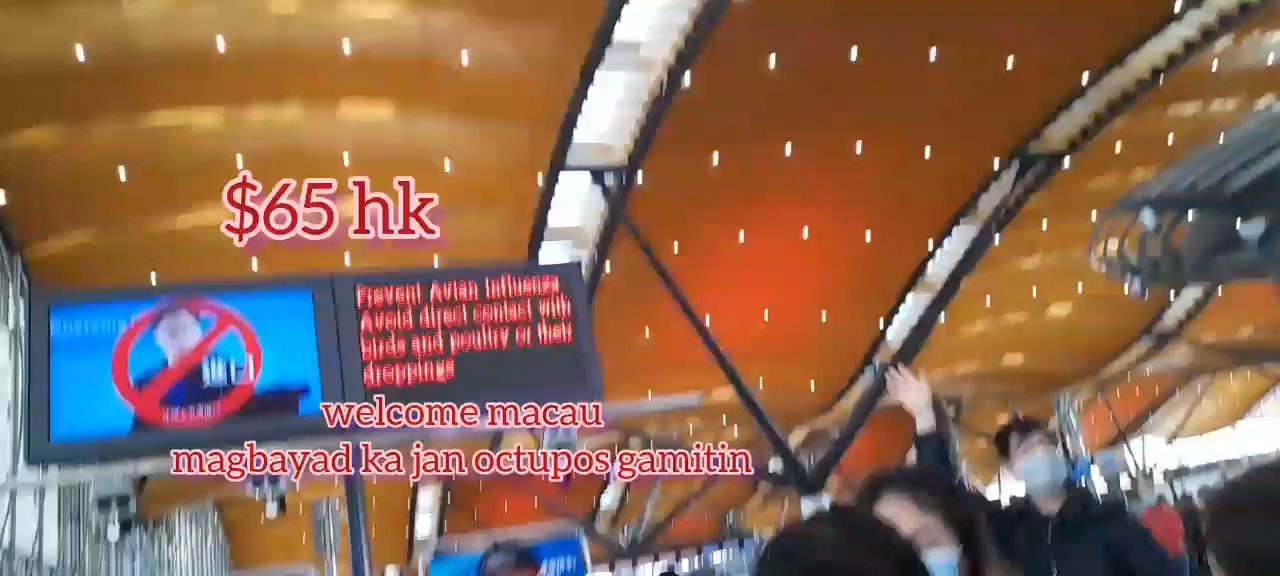 $65 hk
Prevent Avian Influenza
Avoid direct contact with
birds and poultry or their
droppings
welcome macau
magbayad ka jan octupos gamitin